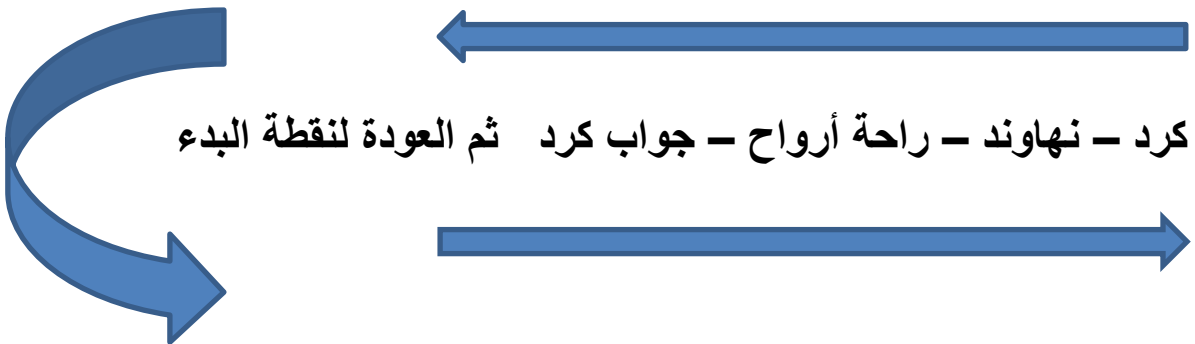 كرد – نهاوند – راحة أرواح – جواب كرد   ثم العودة لنقطة البدء